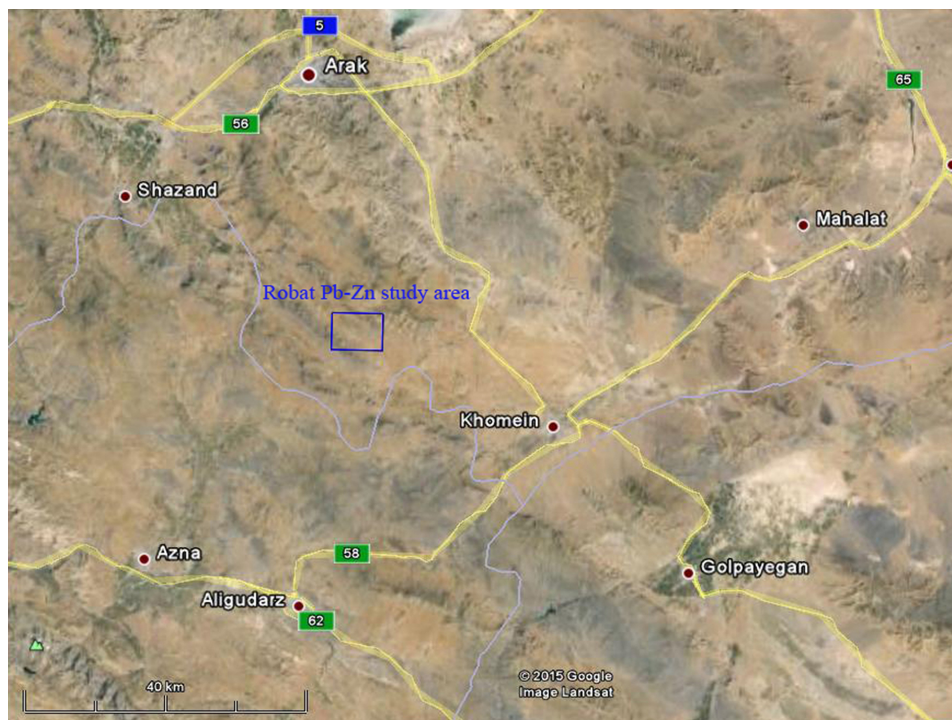 5
Arak
65
56
Shazand
Mahalat
Robat Pb-Zn study area
Khomein
58
Azna
Golpayegan
Aligudarz
62
40 km
© 2015 Google
Image Landsat